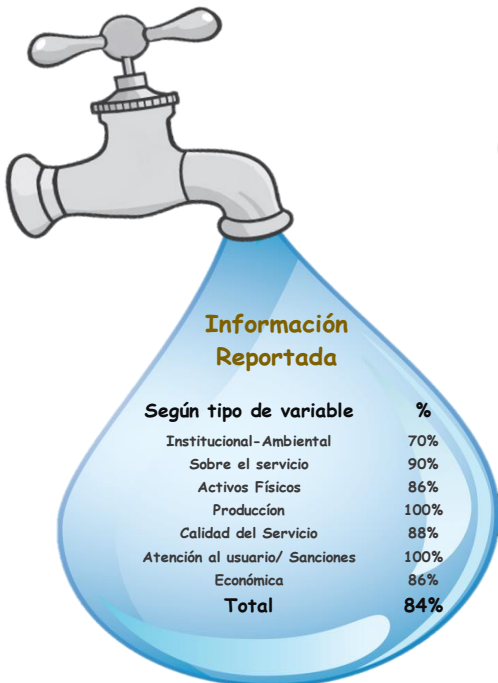 Información
Reportada
Según tipo de variable %
Institucional-Ambiental 70%
Sobre el servicio 90%
Activos Físicos 86%
Produccíon 100%
Calidad del Servicio 88%
Atención al usuario/ Sanciones 100%
Económica 86%
Total 84%